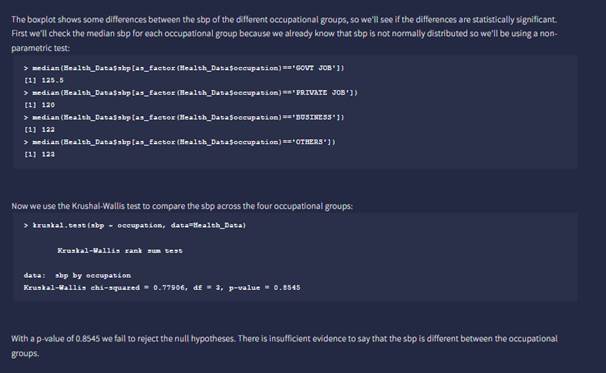 The boxplot shows some differences between the sbp of the different occupational groups, so we'll see if the differences are statistically significant.
First we'll check the median sbp for each occupational group because we already know that sbp is not normally distributed so we'll be using a non-
parametric test:
> median(Health_Data$sbp[as_factor(Health_Data$occupation)=='GOVT JOB'])
[1] 125.5
> median(Health_Data$sbp[as_factor(Health_Data$occupation)=='PRIVATE JOB'])
[1] 120
> median(Health_Data$sbp[as_factor(Health_Data$occupation)=='BUSINESS'])
[1] 122
> median(Health_Data$sbp[as_factor(Health_Data$occupation)=='OTHERS'])
[1] 123
Now we use the Krushal-Wallis test to compare the sbp across the four occupational groups:
> kruskal.test(sbp ~ occupation, data=Health_Data)
Kruskal-Wallis rank sum test
data: sbp by occupation
Kruskal-Wallis chi-squared = 0.77906, df = 3, p-value = 0.8545
With a p-value of 0.8545 we fail to reject the null hypotheses. There is insufficient evidence to say that the sbp is different between the occupational
groups.